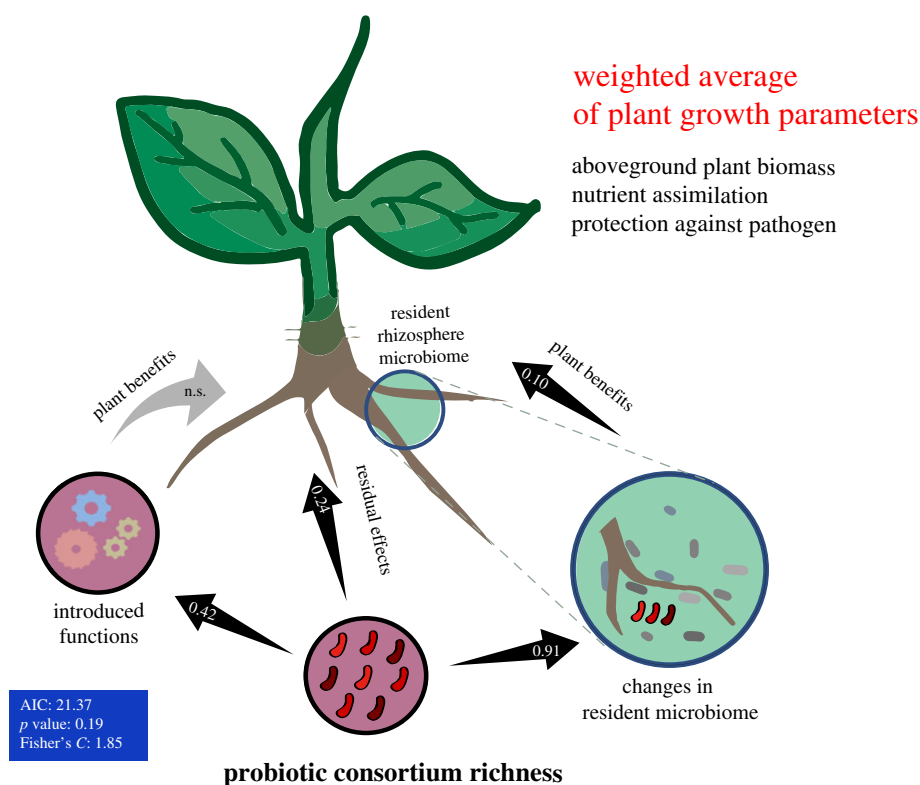 weighted average
of plant growth parameters
aboveground plant biomass
nutrient assimilation
protection against pathogen
resident
rhizosphere
microbiome
plant benefits
n.s.
0.10
plant benefits
0.24
residual effects
introduced
functions
0.42
0.91
changes in
resident microbiome
AIC: 21.37
p value: 0.19
Fisher's C: 1.85
probiotic consortium richness